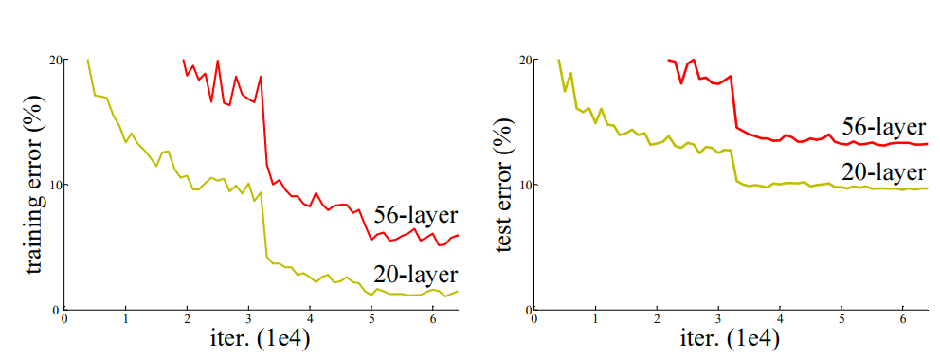 training error (%)
20
10
0
56-layer
20-layer
0 1 2 3 4 5 6
iter. (1e4)
test error (%)
20
10
0
56-layer
20-layer
0 1 2 3 4 5 6
iter. (1e4)